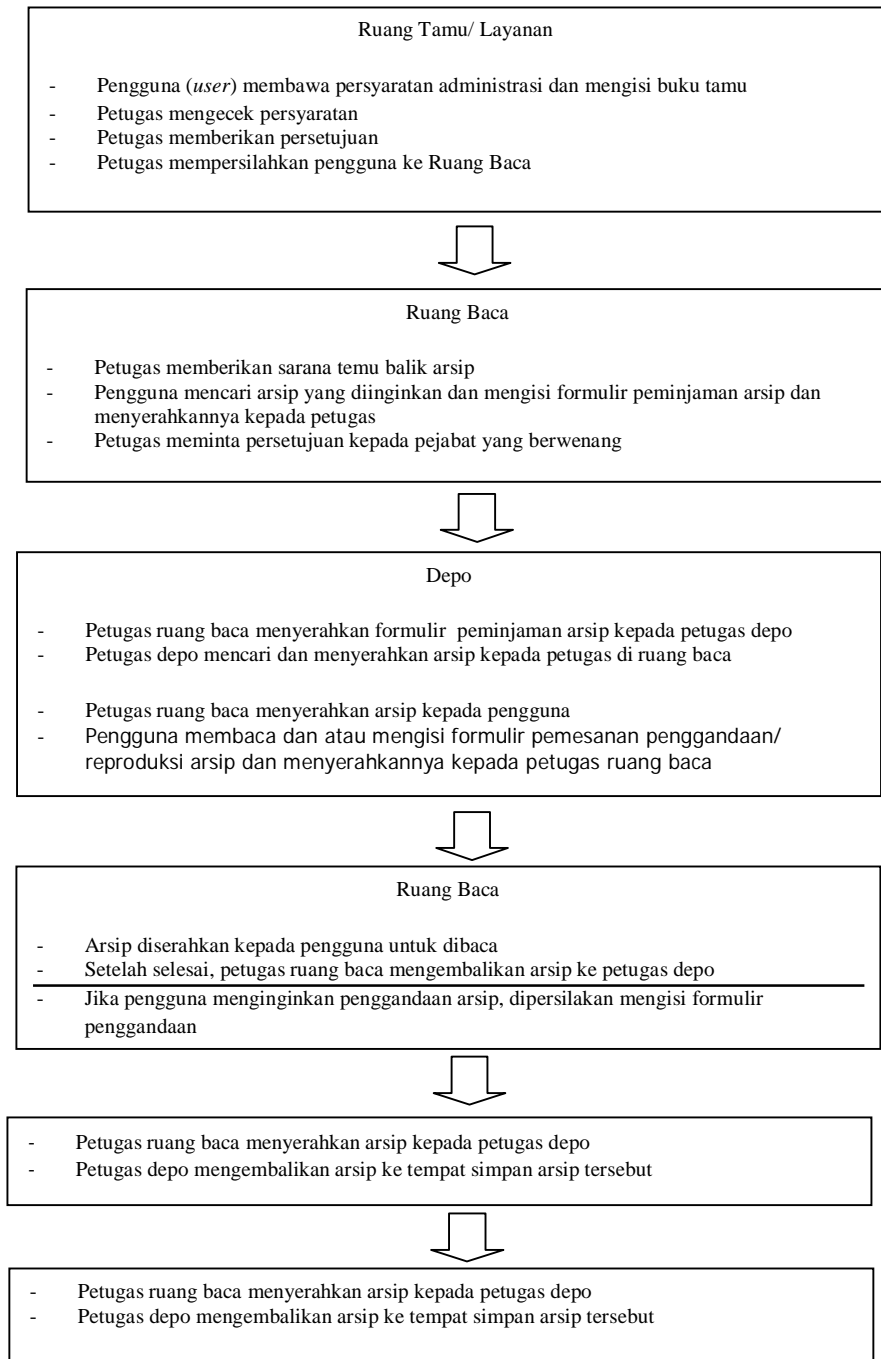 Ruang Tamu/ Layanan
- Pengguna (user) membawa persyaratan administrasi dan mengisi buku tamu
- Petugas mengecek persyaratan
- Petugas memberikan persetujuan
- Petugas mempersilahkan pengguna ke Ruang Baca
Ruang Baca
- Petugas memberikan sarana temu balik arsip
- Pengguna mencari arsip yang diinginkan dan mengisi formulir peminjaman arsip dan
menyerahkannya kepada petugas
- Petugas meminta persetujuan kepada pejabat yang berwenang
Depo
- Petugas ruang baca menyerahkan formulir peminjaman arsip kepada petugas depo
- Petugas depo mencari dan menyerahkan arsip kepada petugas di ruang baca
- Petugas ruang baca menyerahkan arsip kepada pengguna
- Pengguna membaca dan atau mengisi formulir pemesanan penggandaan/
reproduksi arsip dan menyerahkannya kepada petugas ruang baca
Ruang Baca
- Arsip diserahkan kepada pengguna untuk dibaca
- Setelah selesai, petugas ruang baca mengembalikan arsip ke petugas depo
- Jika pengguna menginginkan penggandaan arsip, dipersilakan mengisi formulir
penggandaan
- Petugas ruang baca menyerahkan arsip kepada petugas depo
- Petugas depo mengembalikan arsip ke tempat simpan arsip tersebut
- Petugas ruang baca menyerahkan arsip kepada petugas depo
- Petugas depo mengembalikan arsip ke tempat simpan arsip tersebut